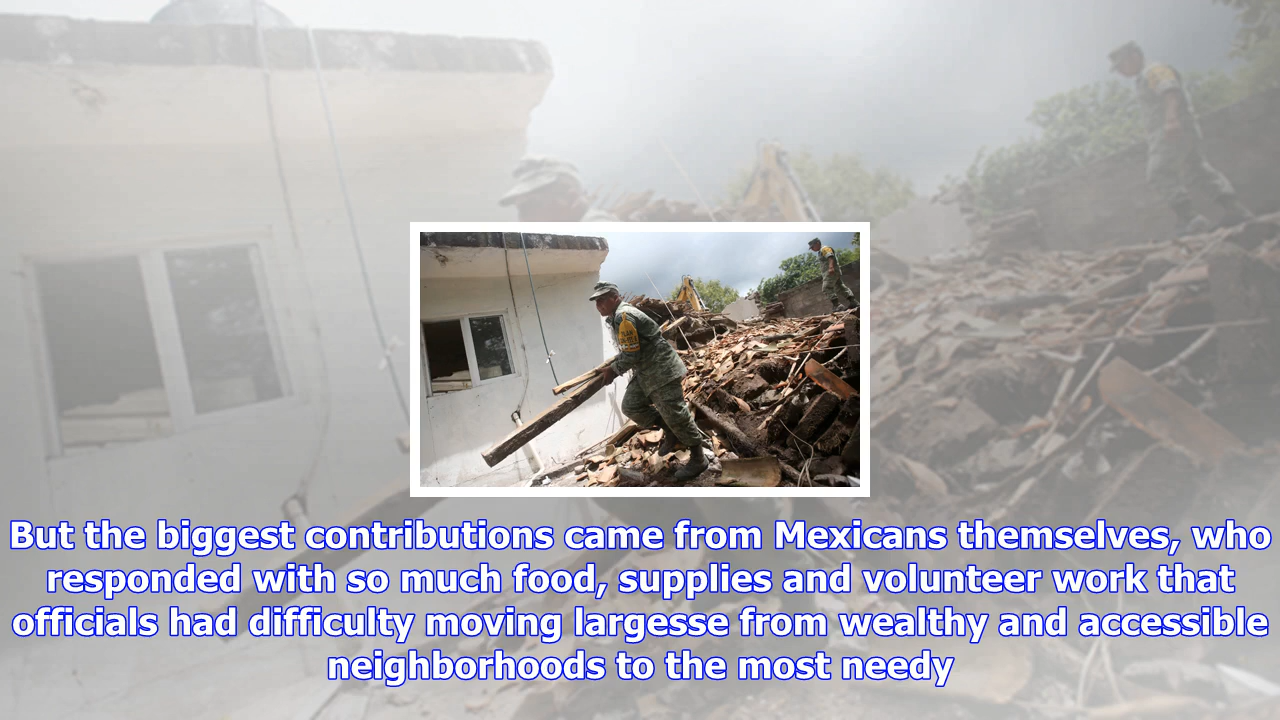 But the biggest contributions came from Mexicans themselves, who
responded with so much food, supplies and volunteer work that
officials had difficulty moving largesse from wealthy and accessible
neighborhoods to the most needy